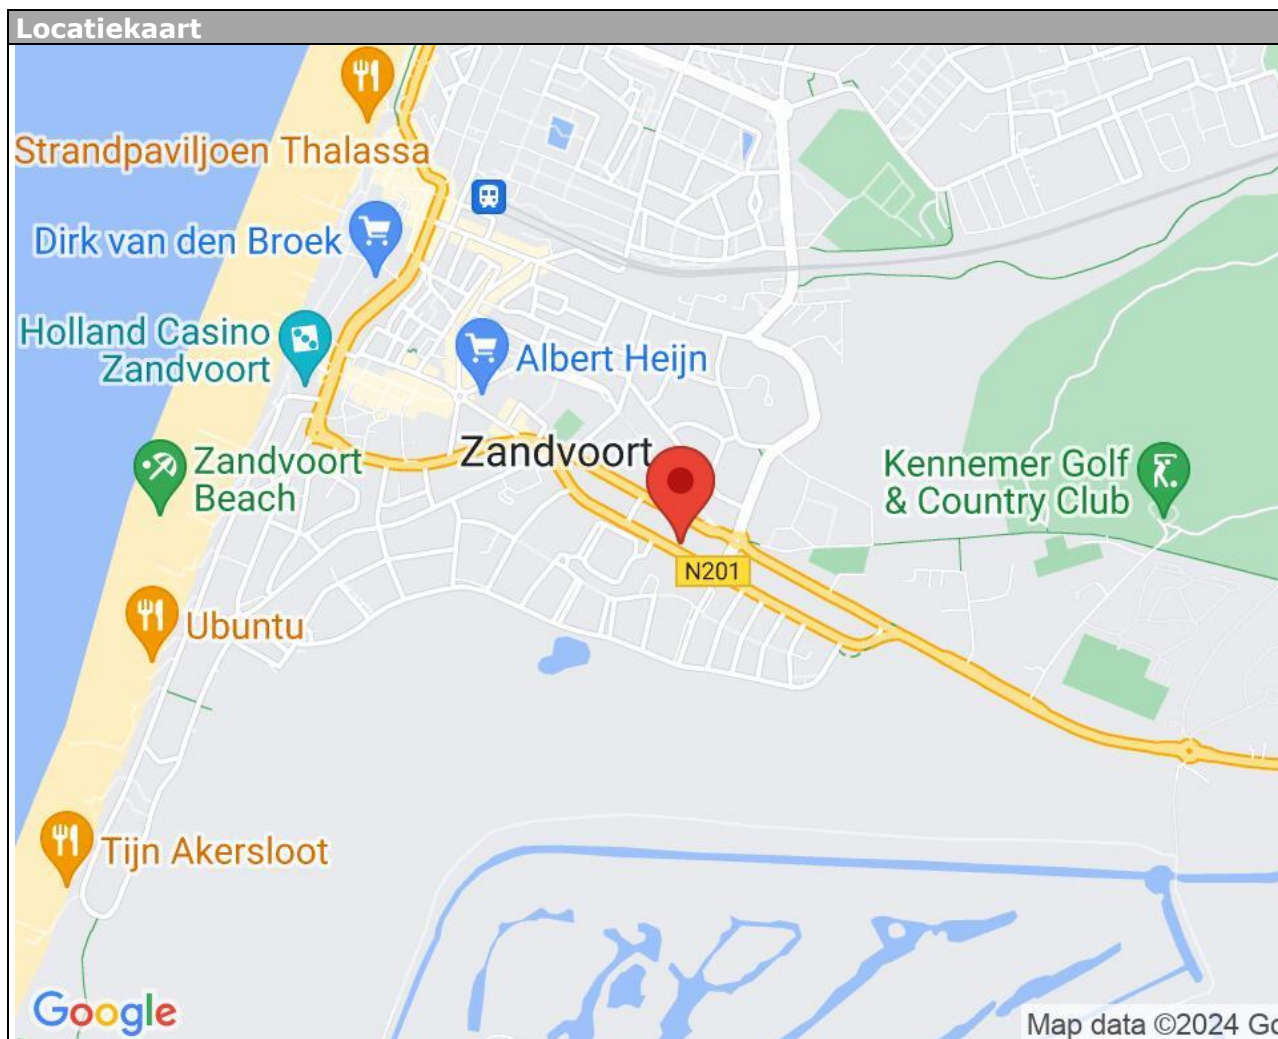 Locatiekaart
Strandpaviljoen Thalassa
Dirk van den Broek
Holland Casino
Zandvoort
Albert Heijn
Zandvoort
Zandvoort
Beach
Kennemer Golf
& Country Club
N201
Ubuntu
Tijn Akersloot
Google
Map data ©2024 Go